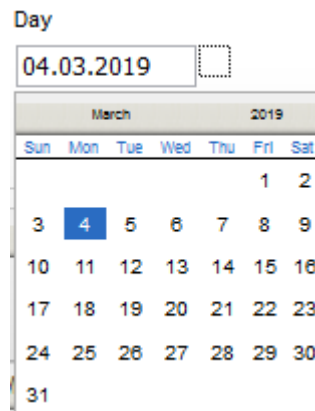 Day
04.03.2019
March 2019
Sun Mon Tue Wed Thu Fri Sat
1 2
3 4 5 6 7 8 9
10 11 12 13 14 15 16
17 18 19 20 21 22 23
24 25 26 27 28 29 30
31